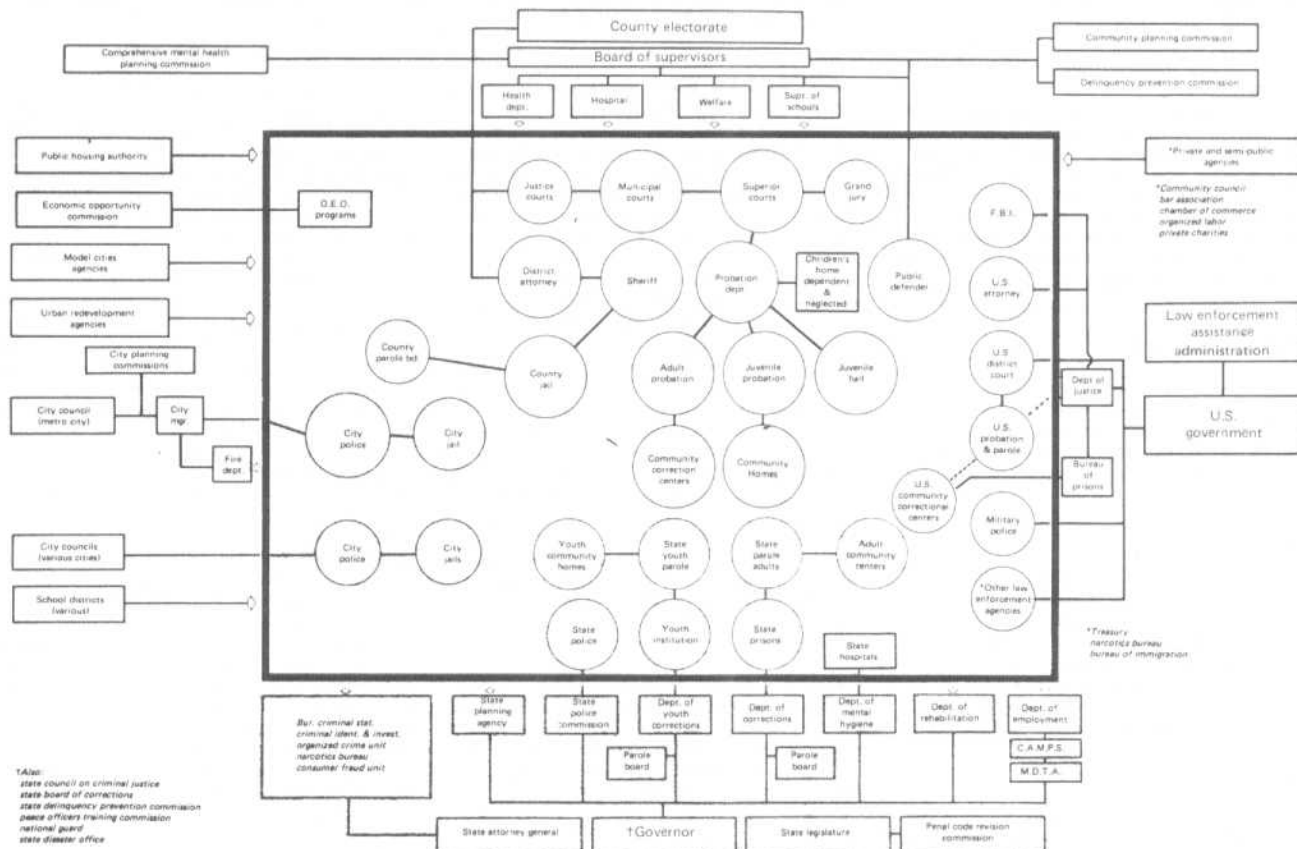 County electorate
Board of supervisors
Comprehensive mental health
planning commission
Community planning commission
Delinquency prevention commission
Health
dept.
Hospital
Welfare
Supt. of
schools
Public housing authority
Economic opportunity
commission
O.E.O.
programs
Model cities
agencies
Urban redevelopment
agencies
City planning
commissions
City council
(metro city)
City
mgr.
Fire
dept.
City councils
(various cities)
School districts
(various)
Justice
courts
Municipal
courts
Superior
courts
Grand
jury
District
attorney
Sheriff
Probation
dept
Children's
home
dependent
&
neglected
Public
defender
County
parole bd.
County
jail
Adult
probation
Juvenile
probation
Juvenile
hall
City
police
City
jail
Community
correction
centers
Community
Homes
City
police
City
jails
Youth
community
homes
State
youth
parole
State
parole
adults
Adult
community
centers
State
police
Youth
institution
State
prisons
State
hospitals
F.B.I.
U.S.
attorney
U.S
district
court
U.S.
probation
& parole
U.S.
community
correctional
centers
Military
police
*Other law
enforcement
agencies
Dept of
justice
Bureau
of
prisons
*Private and semi-public
agencies
*Community council
bar association
chamber of commerce
organized labor
private charities
Law enforcement
assistance
administration
U.S.
government
*Treasury
narcotics bureau
bureau of immigration
Bur. criminal stat.
criminal ident. & invest.
organized crime unit
narcotics bureau
consumer fraud unit
State
planning
agency
State
police
commission
Dept. of
youth
corrections
Dept. of
corrections
Dept. of
mental
hygiene
Dept. of
rehabilitation
Dept. of
employment
C.A.M.P.S.
M.D.T.A.
Parole
board
Parole
board
State attorney general
†Governor
State legislature
Penal code revision
commission
†Also:
state council on criminal justice
state board of corrections
state delinquency prevention commission
peace officers training commission
national guard
state disaster office